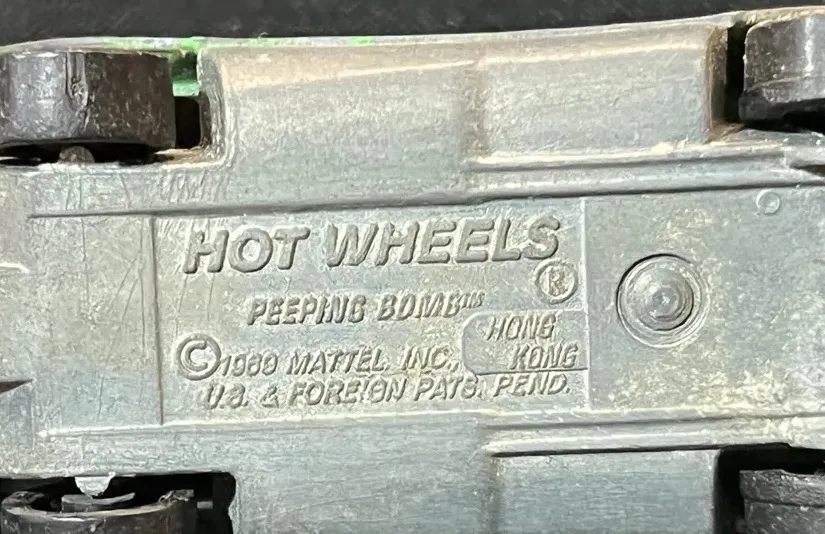 HOT WHEELS ®
PEEPING BOMB™
© 1969 MATTEL, INC., HONG KONG
U.S. & FOREIGN PATS. PEND.